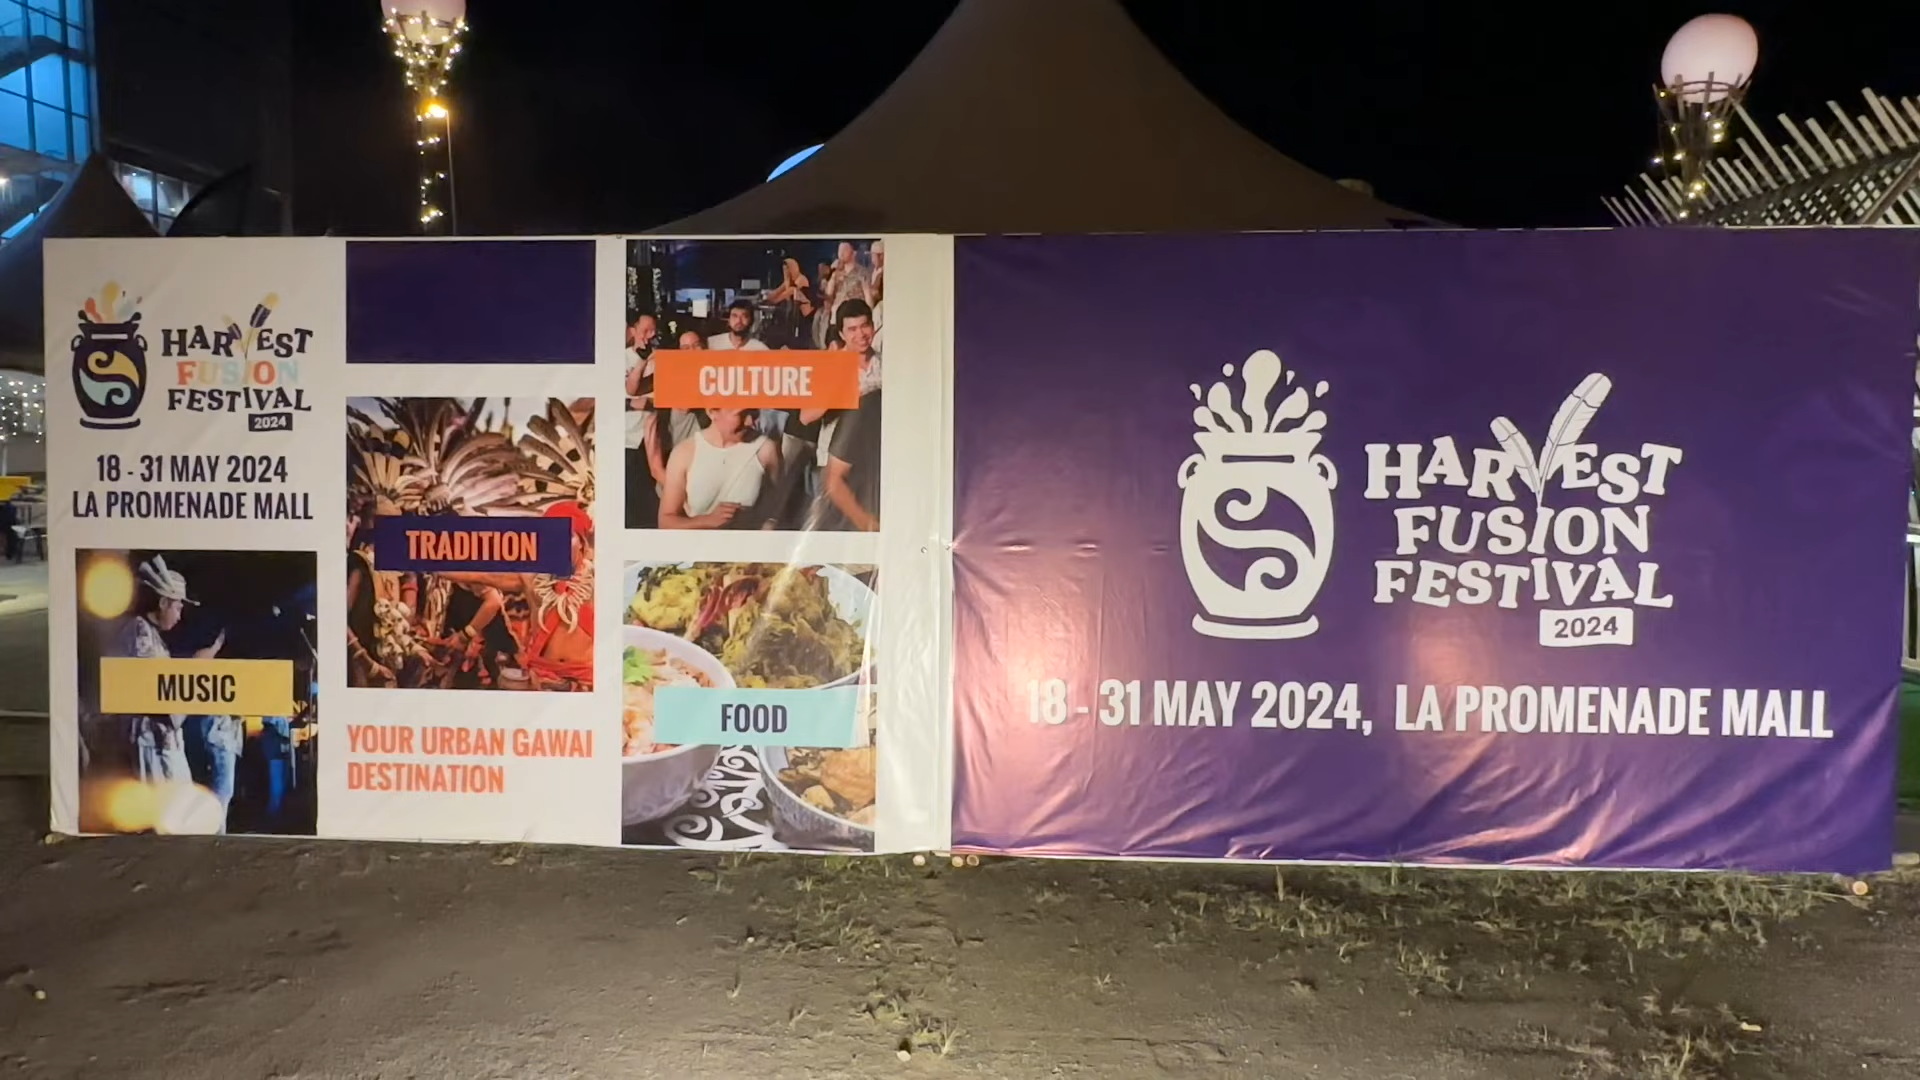 HARVEST
FUSION
FESTIVAL
2024
18 - 31 MAY 2024
LA PROMENADE MALL
MUSIC
TRADITION
YOUR URBAN GAWAI
DESTINATION
CULTURE
FOOD
HARVEST
FUSION
FESTIVAL
2024
18 - 31 MAY 2024, LA PROMENADE MALL